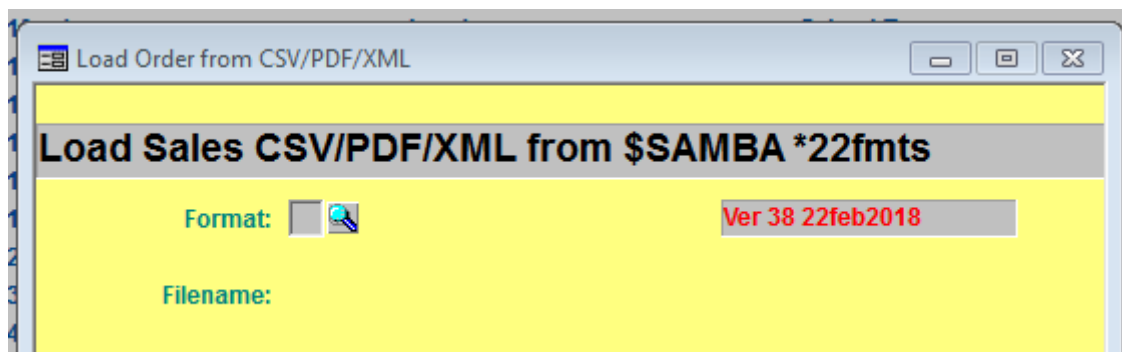 Load Order from CSV/PDF/XML
Load Sales CSV/PDF/XML from $SAMBA *22fmts
Format:
Ver 38 22feb2018
Filename: